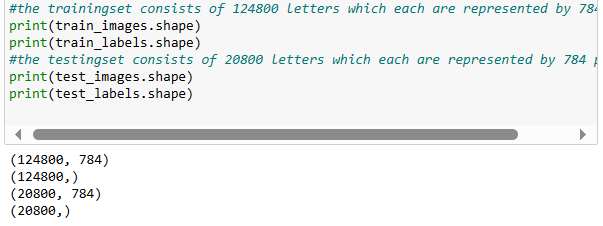 #the trainingset consists of 124800 letters which each are represented by 784
print(train_images.shape)
print(train_labels.shape)
#the testingset consists of 20800 letters which each are represented by 784 p
print(test_images.shape)
print(test_labels.shape)
(124800, 784)
(124800,)
(20800, 784)
(20800,)